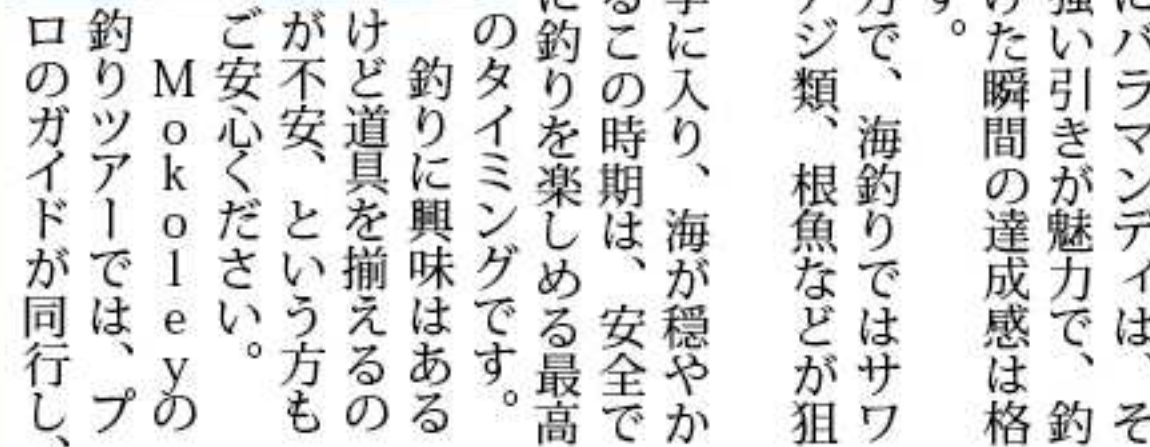 にバラマンディは、そ
強い引きが魅力で、釣
けた瞬間の達成感は格
す。
方で、海釣りではサワ
アジ類、根魚などが狙
季に入り、海が穏やか
るこの時期は、安全で
に釣りを楽しめる最高
のタイミングです。
釣りに興味はある
けど道具を揃えるの
が不安、という方も
ご安心ください。
Mokoleyの
釣りツアーでは、プ
ロのガイドが同行し、